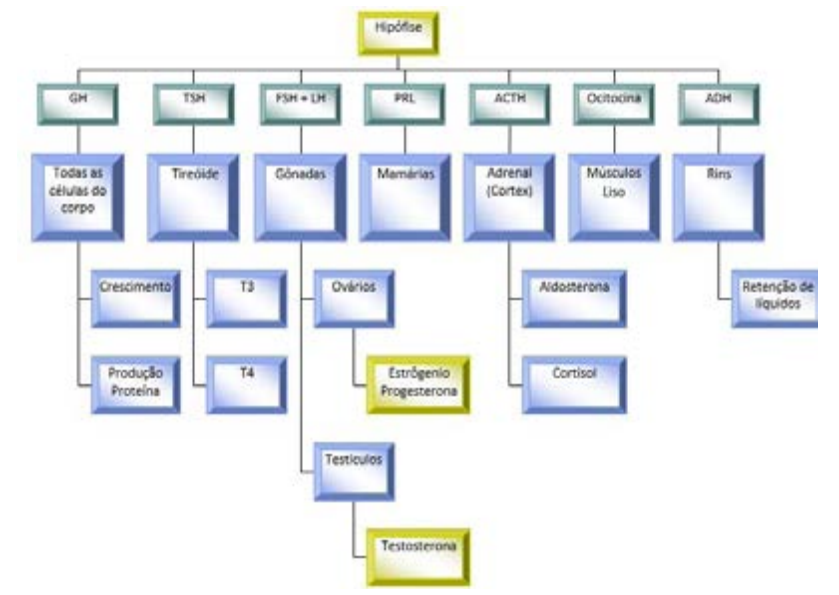 Hipófise
GH
TSH
FSH + LH
PRL
ACTH
Ocitocina
ADH
Todas as
células do
corpo
Tireóide
Gônadas
Mamárias
Adrenal
(Cortex)
Músculos
Liso
Rins
Crescimento
T3
Ovários
Aldosterona
Retenção de
líquidos
Produção
Proteína
T4
Estrôgenio
Progesterona
Cortisol
Testículos
Testosterona